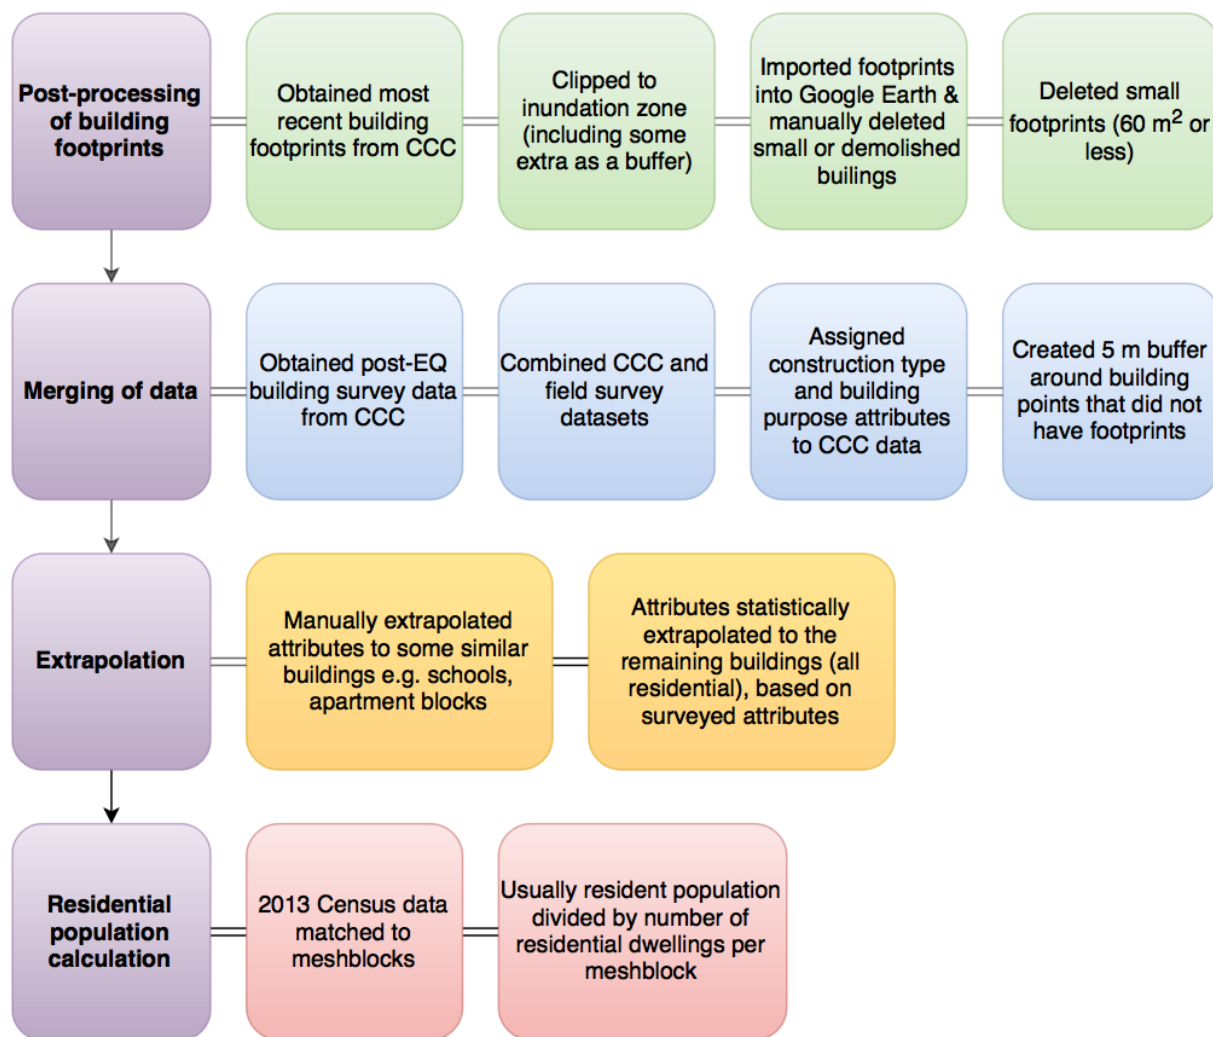 Post-processing
of building
footprints
Obtained most
recent building
footprints from CCC
Clipped to
inundation zone
(including some
extra as a buffer)
Imported footprints
into Google Earth &
manually deleted
small or demolished
builings
Deleted small
footprints (60 m² or
less)
Merging of data
Obtained post-EQ
building survey data
from CCC
Combined CCC and
field survey
datasets
Assigned
construction type
and building
purpose attributes
to CCC data
Created 5 m buffer
around building
points that did not
have footprints
Extrapolation
Manually extrapolated
attributes to some similar
buildings e.g. schools,
apartment blocks
Attributes statistically
extrapolated to the
remaining buildings (all
residential), based on
surveyed attributes
Residential
population
calculation
2013 Census data
matched to
meshblocks
Usually resident population
divided by number of
residential dwellings per
meshblock